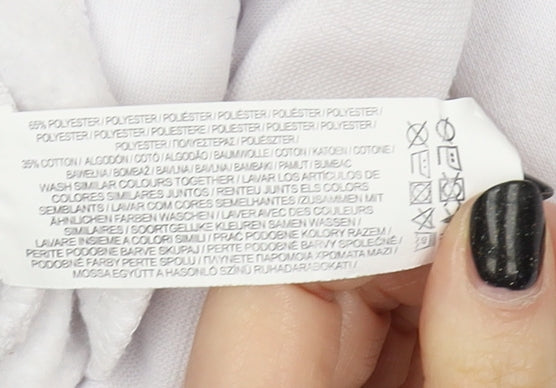 65% POLYESTER / POLYESTER / POLIÉSTER / POLIÉSTER / POLYESTER /
POLYESTER / POLYESTER / POLIESTERE / POLIESTER / POLYESTER /
POLYESTER / ПОЛИЕСТЕРАΣ / POLIÉSZTER /
35% COTTON / ALGODÓN / COTÓ / ALGODÃO / BAUMWOLLE / COTON / KATOEN / COTONE /
BAWEŁNA / BOMBAŽ / BAVLNA / BAVLNA / BAMBAKI / PAMUT / BUMBAC
WASH SIMILAR COLOURS TOGETHER / LAVAR LOS ARTÍCULOS DE
COLORES SIMILARES JUNTOS / RENTEU JUNTS ELS COLORS
SEMBLANTS / LAVAR COM CORES SEMELHANTES / ZUSAMMEN MIT
ÄHNLICHEN FARBEN WASCHEN / LAVER AVEC DES COULEURS
SIMILAIRES / SOORTGELIJKE KLEUREN SAMEN WASSEN /
LAVARE INSIEME A COLORI SIMILI / PRAĆ PODOBNE KOLORY RAZEM /
PERITE PODOBNE BARVE SKUPAJ / PERTE PODOBNÉ BARVY SPOLEČNĚ /
PODOBNÉ FARBY PERTE SPOLU / ΠΛΥΝΕΤΕ ΠΑΡΟΜΟΙΑ ΧΡΩΜΑΤΑ ΜΑΖΙ /
MOSSA EGYÜTT A HASONLÓ SZÍNŰ RUHADARABOKAT /